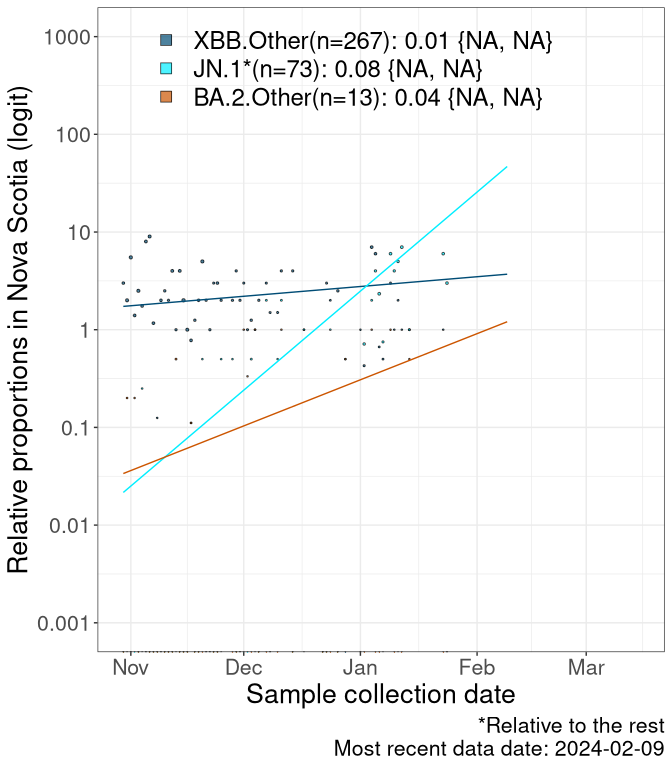 XBB.Other(n=267): 0.01 {NA, NA}
JN.1*(n=73): 0.08 {NA, NA}
BA.2.Other(n=13): 0.04 {NA, NA}
Relative proportions in Nova Scotia (logit)
1000
100
10
1
0.1
0.01
0.001
Nov Dec Jan Feb Mar
Sample collection date
*Relative to the rest
Most recent data date: 2024-02-09